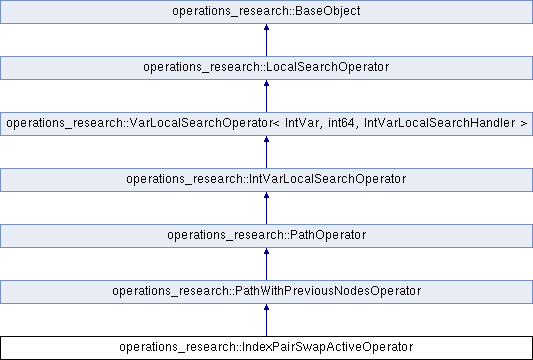 operations_research::BaseObject
operations_research::LocalSearchOperator
operations_research::VarLocalSearchOperator< IntVar, int64, IntVarLocalSearchHandler >
operations_research::IntVarLocalSearchOperator
operations_research::PathOperator
operations_research::PathWithPreviousNodesOperator
operations_research::IndexPairSwapActiveOperator